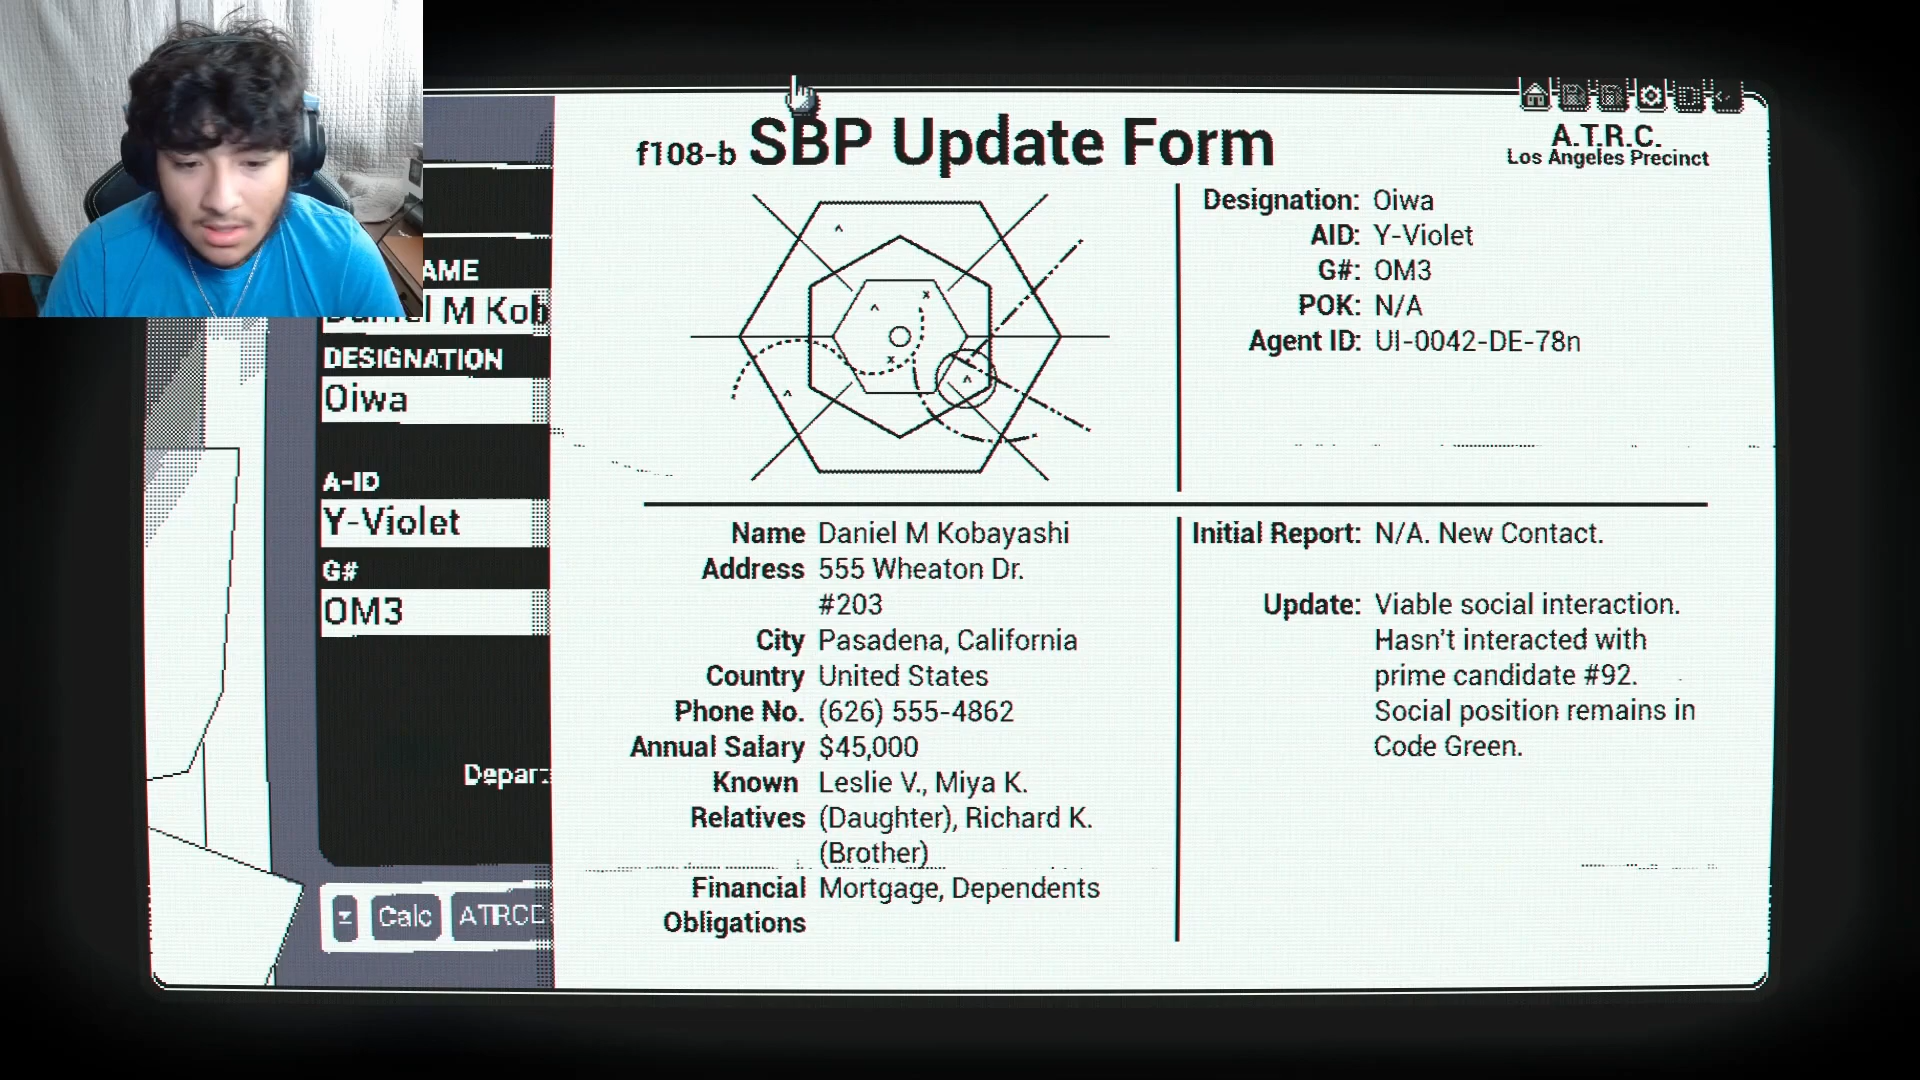 f108-b SBP Update Form
A.T.R.C.
Los Angeles Precinct
Designation: Oiwa
AID: Y-Violet
G#: OM3
POK: N/A
Agent ID: UI-0042-DE-78n
AME
M Kob
DESIGNATION
Oiwa
A-ID
Y-Violet
G#
OM3
Depar
Calc
ATRC
Name Daniel M Kobayashi
Address 555 Wheaton Dr.
#203
City Pasadena, California
Country United States
Phone No. (626) 555-4862
Annual Salary $45,000
Known Leslie V., Miya K.
Relatives (Daughter), Richard K.
(Brother)
Financial Mortgage, Dependents
Obligations
Initial Report: N/A. New Contact.
Update: Viable social interaction.
Hasn't interacted with
prime candidate #92.
Social position remains in
Code Green.